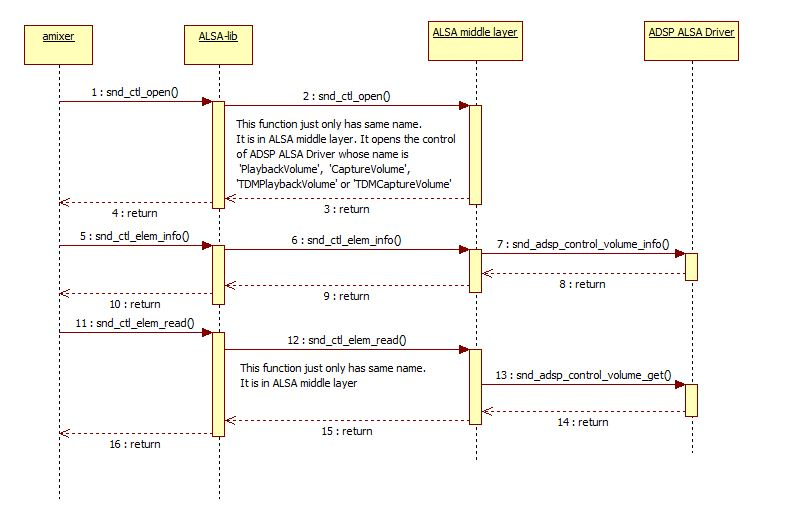 amixer
ALSA-lib
ALSA middle layer
ADSP ALSA Driver
1 : snd_ctl_open()
2 : snd_ctl_open()
This function just only has same name.
It is in ALSA middle layer. It opens the control
of ADSP ALSA Driver whose name is
'PlaybackVolume', 'CaptureVolume',
'TDMPlaybackVolume' or 'TDMCaptureVolume'
3 : return
4 : return
5 : snd_ctl_elem_info()
6 : snd_ctl_elem_info()
7 : snd_adsp_control_volume_info()
8 : return
9 : return
10 : return
11 : snd_ctl_elem_read()
12 : snd_ctl_elem_read()
This function just only has same name.
It is in ALSA middle layer
13 : snd_adsp_control_volume_get()
14 : return
15 : return
16 : return